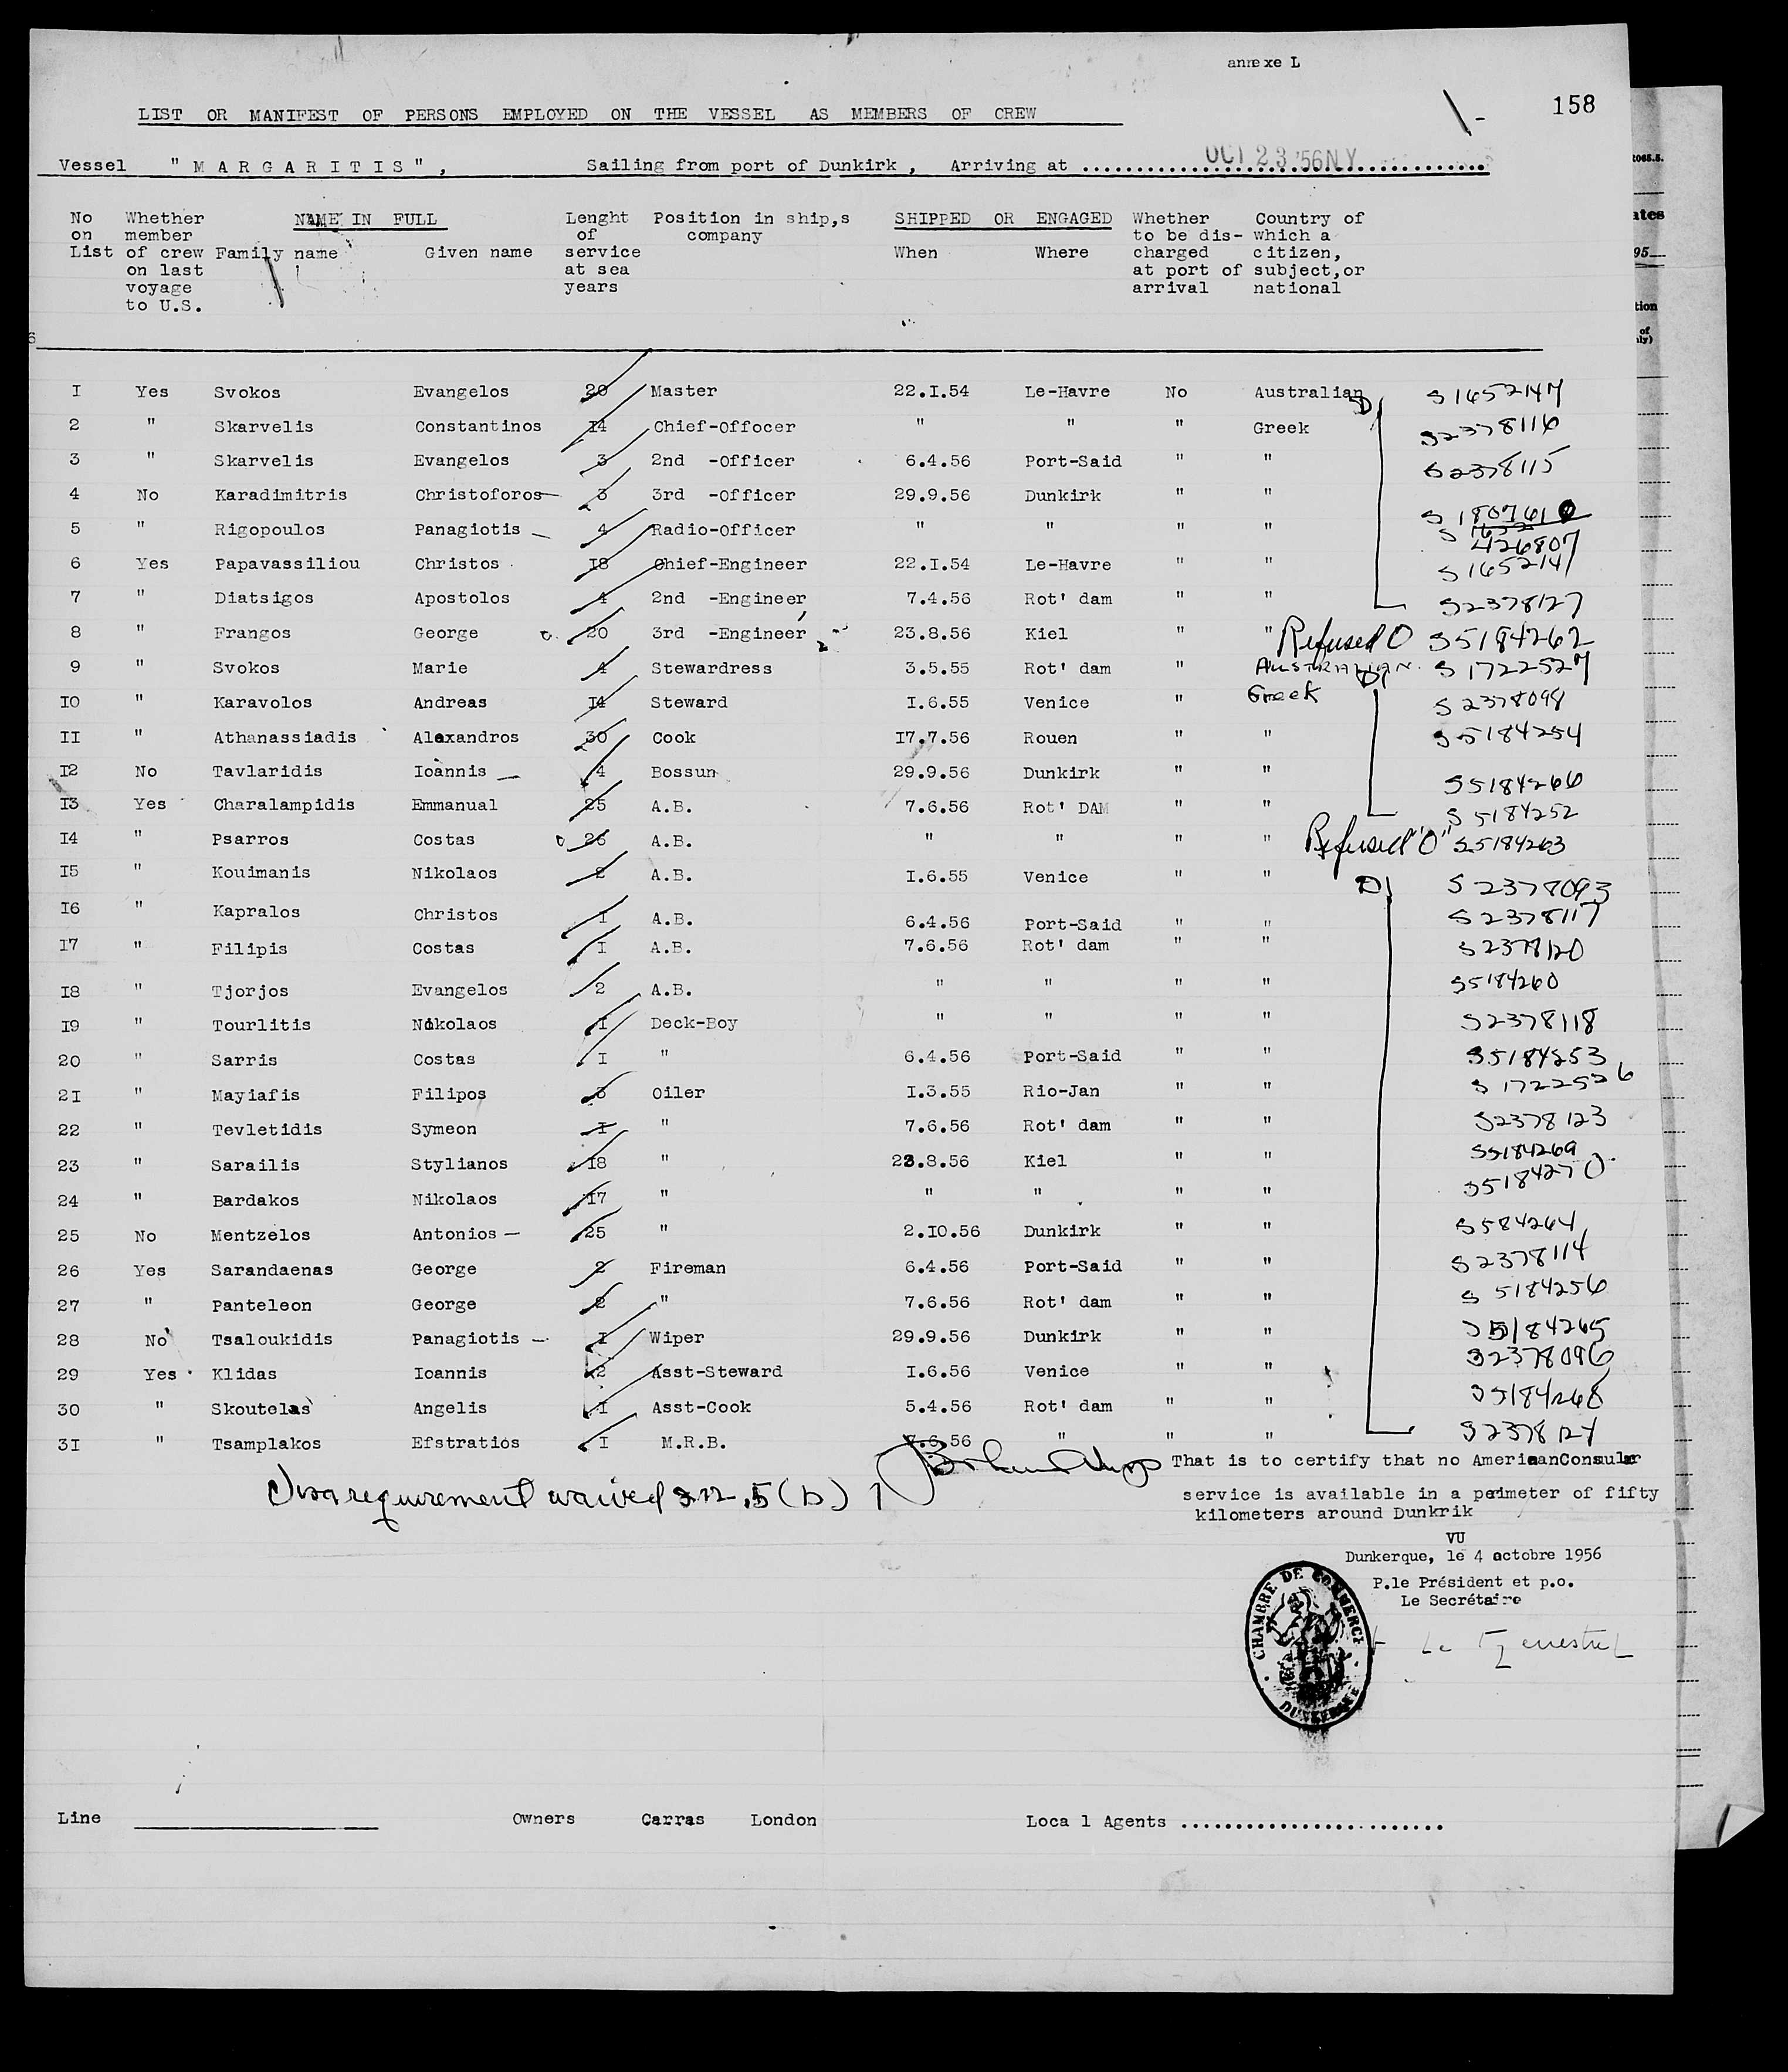 annexe L
158
LIST OR MANIFEST OF PERSONS EMPLOYED ON THE VESSEL AS MEMBERS OF CREW
Vessel "MARGARITIS", Sailing from port of Dunkirk, Arriving at OCT 23 '56 NY
No on List
Whether member of crew on last voyage to U.S.
NAME IN FULL
Family name
Given name
Lenght of service at sea years
Position in ship,s company
SHIPPED OR ENGAGED
When
Where
Whether to be dis-charged at port of arrival
Country of which a citizen, subject,or national
I Yes Svokos Evangelos 20 Master 22.I.54 Le-Havre No Australian D S1652147
2 " Skarvelis Constantinos I4 Chief-Offocer " " " Greek S2378116
3 " Skarvelis Evangelos 3 2nd -Officer 6.4.56 Port-Said " " S2378115
4 No Karadimitris Christoforos 3 3rd -Officer 29.9.56 Dunkirk " "
5 " Rigopoulos Panagiotis 4 Radio-Officer " " " " 426807
6 Yes Papavassiliou Christos I8 Chief-Engineer 22.I.54 Le-Havre " "
7 " Diatsigos Apostolos 4 2nd -Engineer 7.4.56 Rot' dam " " S2378127
8 " Frangos George 20 3rd -Engineer 23.8.56 Kiel " " Refused O S5184262
9 " Svokos Marie 4 Stewardress 3.5.55 Rot' dam " AUSTRALIAN. D S1722527
IO " Karavolos Andreas I4 Steward I.6.55 Venice " Greek S2378098
II " Athanassiadis Alexandros 30 Cook I7.7.56 Rouen " " S5184254
I2 No Tavlaridis Ioannis 4 Bossun 29.9.56 Dunkirk " " S5184266
I3 Yes Charalampidis Emmanual 25 A.B. 7.6.56 Rot' DAM " " S5184252
I4 " Psarros Costas 26 A.B. " " " " Refused "O" S5184263
I5 " Kouimanis Nikolaos 2 A.B. I.6.55 Venice " " D S2378093
I6 " Kapralos Christos I A.B. 6.4.56 Port-Said " " S2378117
I7 " Filipis Costas I A.B. 7.6.56 Rot' dam " " S2378120
I8 " Tjorjos Evangelos 2 A.B. " " " " S5184260
I9 " Tourlitis Nikolaos I Deck-Boy " " " " S2378118
20 " Sarris Costas I " 6.4.56 Port-Said " " S5184253
2I " Mayiafis Filipos 3 Oiler I.3.55 Rio-Jan " " S1722526
22 " Tevletidis Symeon I " 7.6.56 Rot' dam " " S2378123
23 " Sarailis Stylianos I8 " 23.8.56 Kiel " " S5184269
24 " Bardakos Nikolaos I7 " " " " " S5184270
25 No Mentzelos Antonios 25 " 2.IO.56 Dunkirk " " S584264
26 Yes Sarandaenas George 2 Fireman 6.4.56 Port-Said " " S2378114
27 " Panteleon George 2 " 7.6.56 Rot' dam " " S5184256
28 No Tsaloukidis Panagiotis I Wiper 29.9.56 Dunkirk " " S5184265
29 Yes Klidas Ioannis 2 Asst-Steward I.6.56 Venice " " S2378096
30 " Skoutelas Angelis I Asst-Cook 5.4.56 Rot' dam " " S5184268
3I " Tsamplakos Efstratios I M.R.B. 7.6.56 " " " S2378124
Visa requirement waived 212.5(b)
That is to certify that no AmericanConsular
service is available in a perimeter of fifty
kilometers around Dunkrik
VU
Dunkerque, le 4 octobre 1956
P.le Président et p.o.
Le Secrétaire
CHAMBRE DE COMMERCE
DUNKERQUE
Line Owners Carras London Local Agents